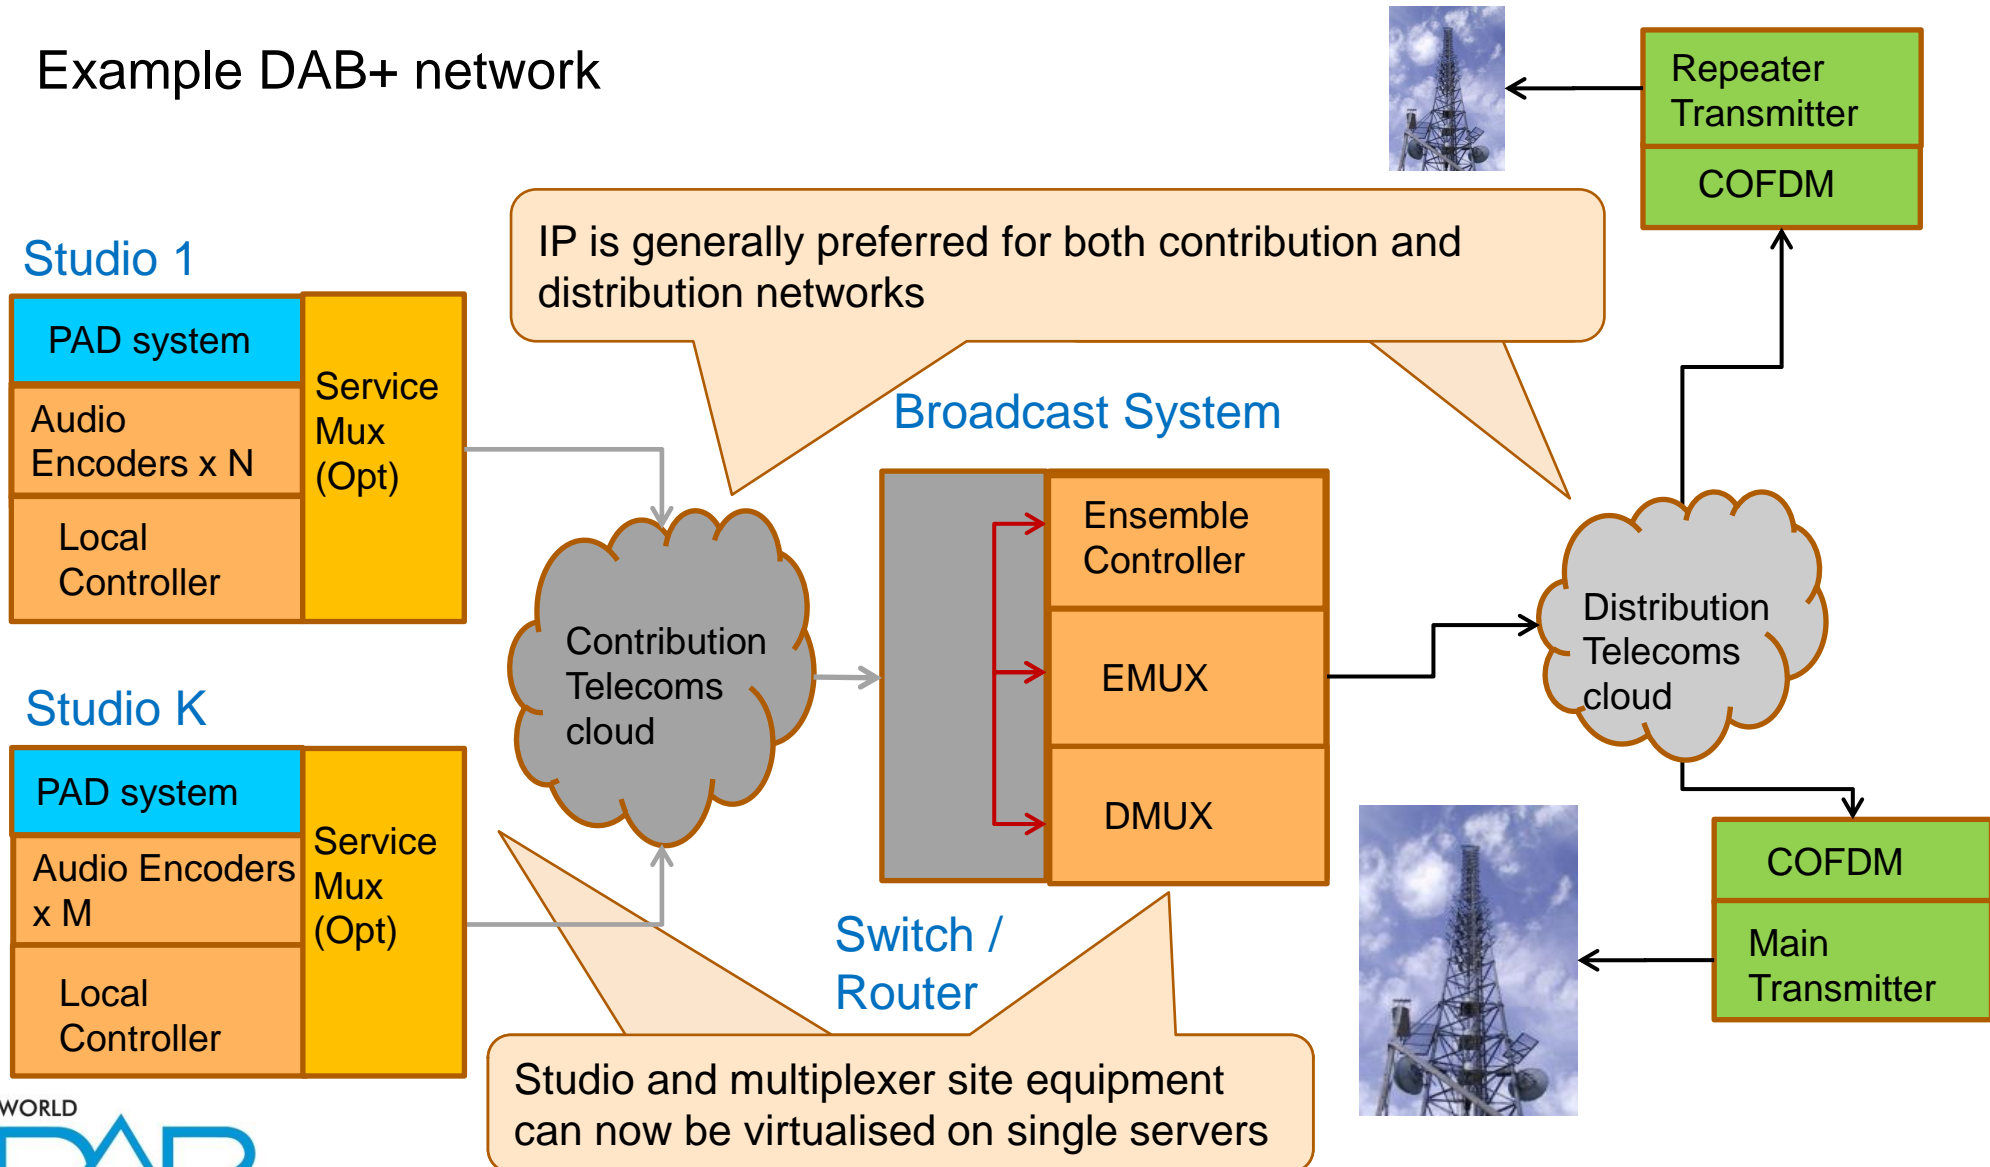 Example DAB+ network
Repeater
Transmitter
COFDM
IP is generally preferred for both contribution and
distribution networks
Studio 1
PAD system
Audio
Encoders x N
Local
Controller
Service
Mux
(Opt)
Broadcast System
Contribution
Telecoms
cloud
Ensemble
Controller
EMUX
DMUX
Distribution
Telecoms
cloud
Studio K
PAD system
Audio Encoders
x M
Local
Controller
Service
Mux
(Opt)
Switch /
Router
COFDM
Main
Transmitter
Studio and multiplexer site equipment
can now be virtualised on single servers
WORLD
DAB